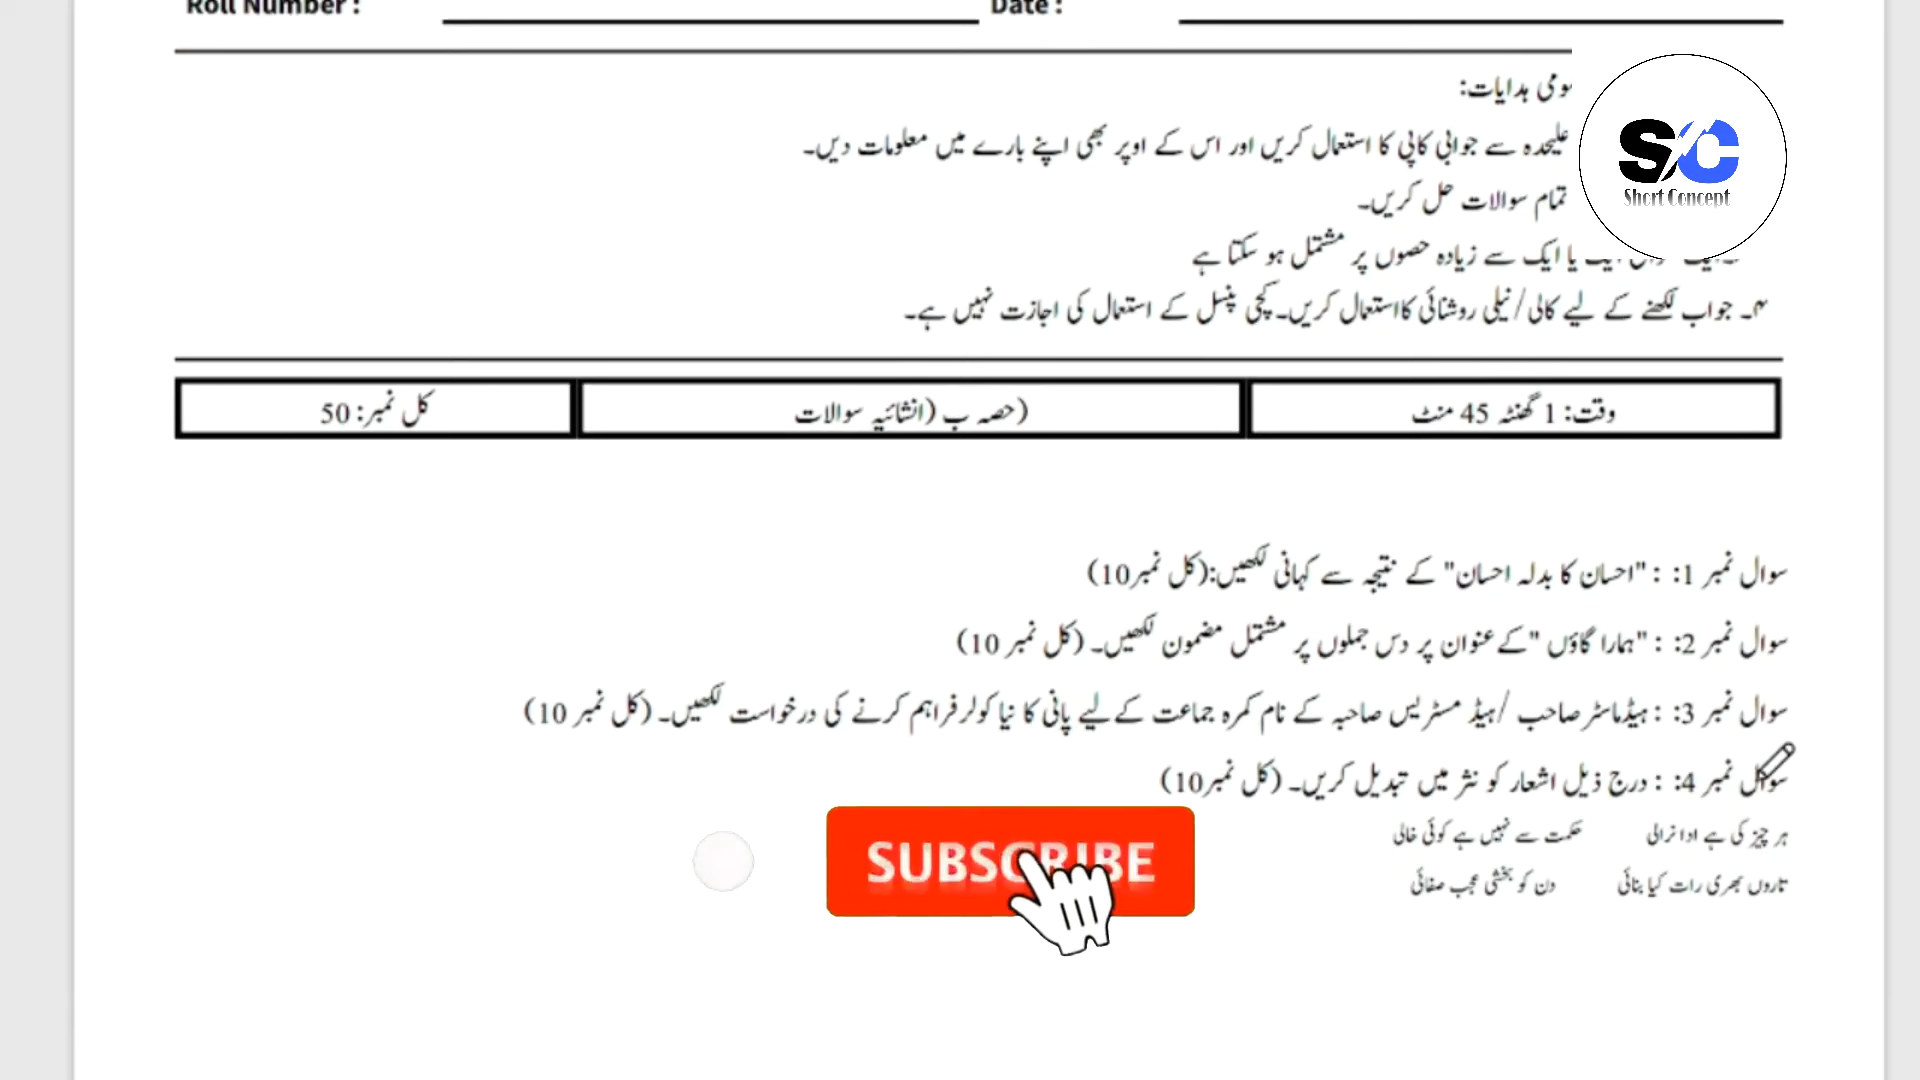 Roll Number :
Date :
ہدایات:
علیحدہ سے جوابی کاپی کا استعمال کریں اور اس کے اوپر بھی اپنے بارے میں معلومات دیں۔
تمام سوالات حل کریں۔
یا ایک سے زیادہ حصوں پر مشتمل ہو سکتا ہے
۴۔ جواب لکھنے کے لیے کالی/نیلی روشنائی کااستعمال کریں۔کچی پنسل کے استعمال کی اجازت نہیں ہے۔
S/C
Short Concept
وقت: 1 گھنٹہ 45 منٹ
(حصہ ب (انشائیہ سوالات
کل نمبر: 50
سوال نمبر 1: : "احسان کا بدلہ احسان" کے نتیجہ سے کہانی لکھیں:(کل نمبر10)
سوال نمبر 2: : "ہمارا گاؤں "کے عنوان پر دس جملوں پر مشتمل مضمون لکھیں۔ (کل نمبر 10)
سوال نمبر 3: : ہیڈماسٹر صاحب /ہیڈ مسٹریس صاحبہ کے نام کمرہ جماعت کےلیے پانی کا نیا کولرفراہم کرنے کی درخواست لکھیں۔ (کل نمبر 10)
سوال نمبر 4: : درج ذیل اشعار کو نثر میں تبدیل کریں۔ (کل نمبر10)
ہر چیز کی ہے ادا نرالی حکمت سے نہیں ہے کوئی خالی
تاروں بھری رات کیا بنائی دن کو بخشی عجب صفائی
SUBSCRIBE